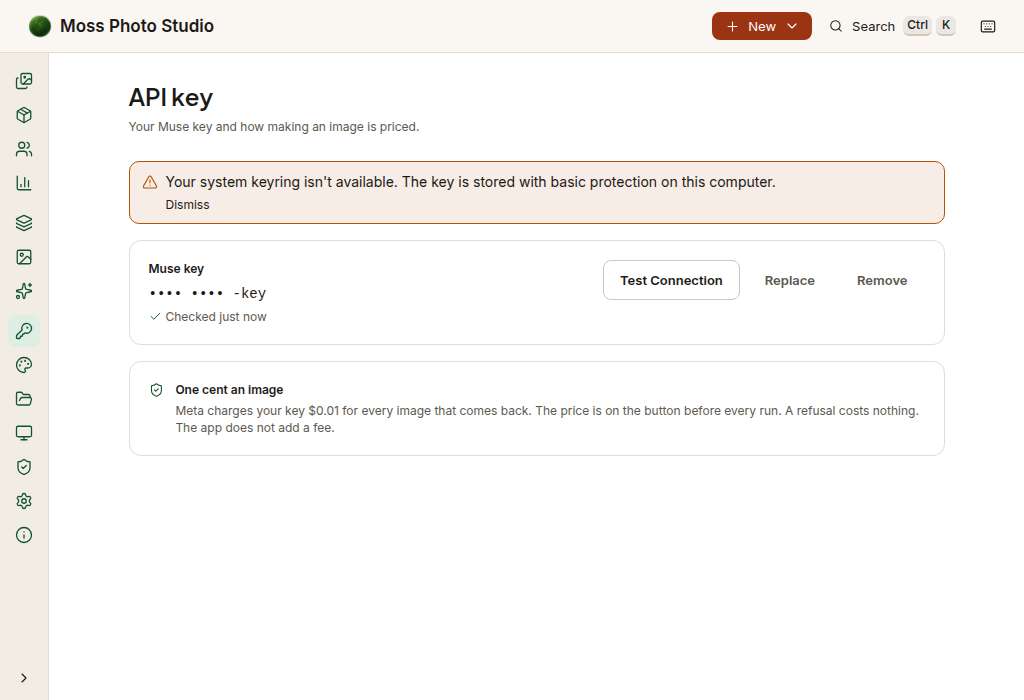 Moss Photo Studio
New
Search Ctrl K
API key
Your Muse key and how making an image is priced.
Your system keyring isn't available. The key is stored with basic protection on this computer.
Dismiss
Muse key
•••• •••• -key
Checked just now
Test Connection
Replace
Remove
One cent an image
Meta charges your key $0.01 for every image that comes back. The price is on the button before every run. A refusal costs nothing.
The app does not add a fee.